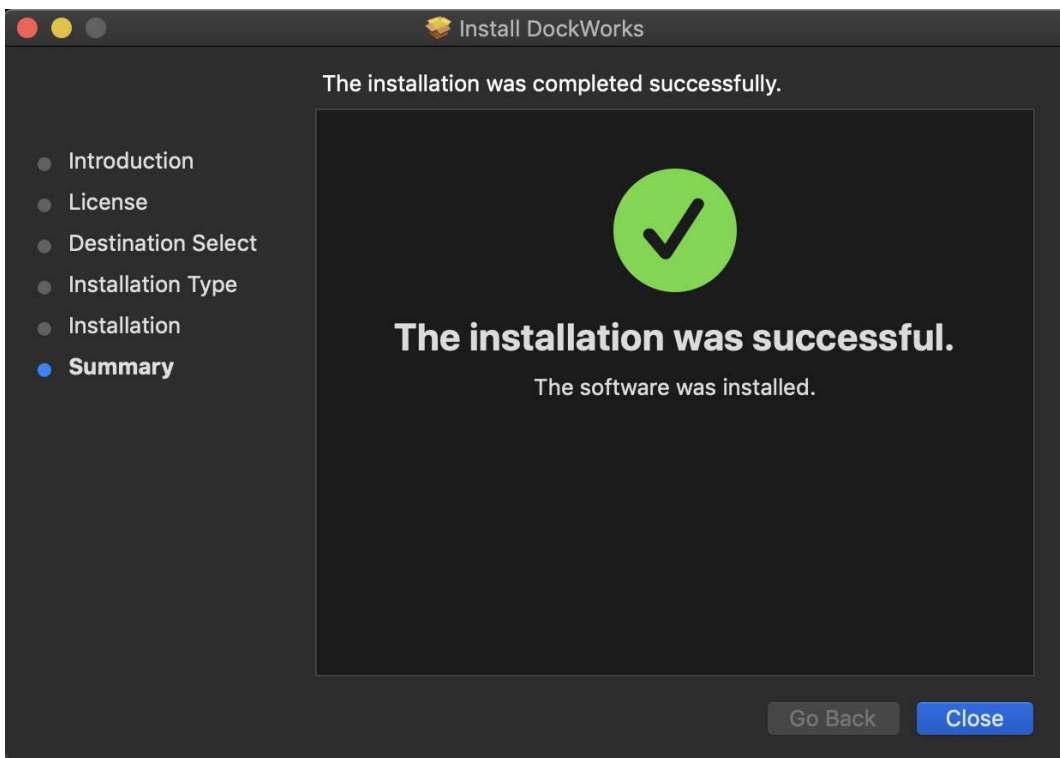 Install DockWorks
The installation was completed successfully.
Introduction
License
Destination Select
Installation Type
Installation
Summary
The installation was successful.
The software was installed.
Go Back
Close